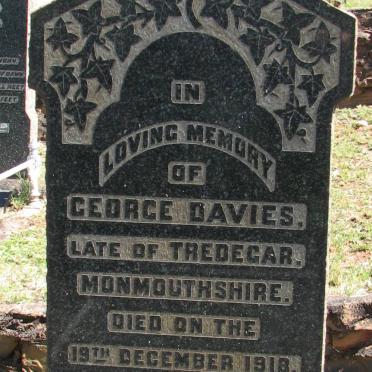 IN
LOVING MEMORY
OF
GEORGE DAVIES,
LATE OF TREDEGAR,
MONMOUTHSHIRE.
DIED ON THE
19TH DECEMBER 1918.